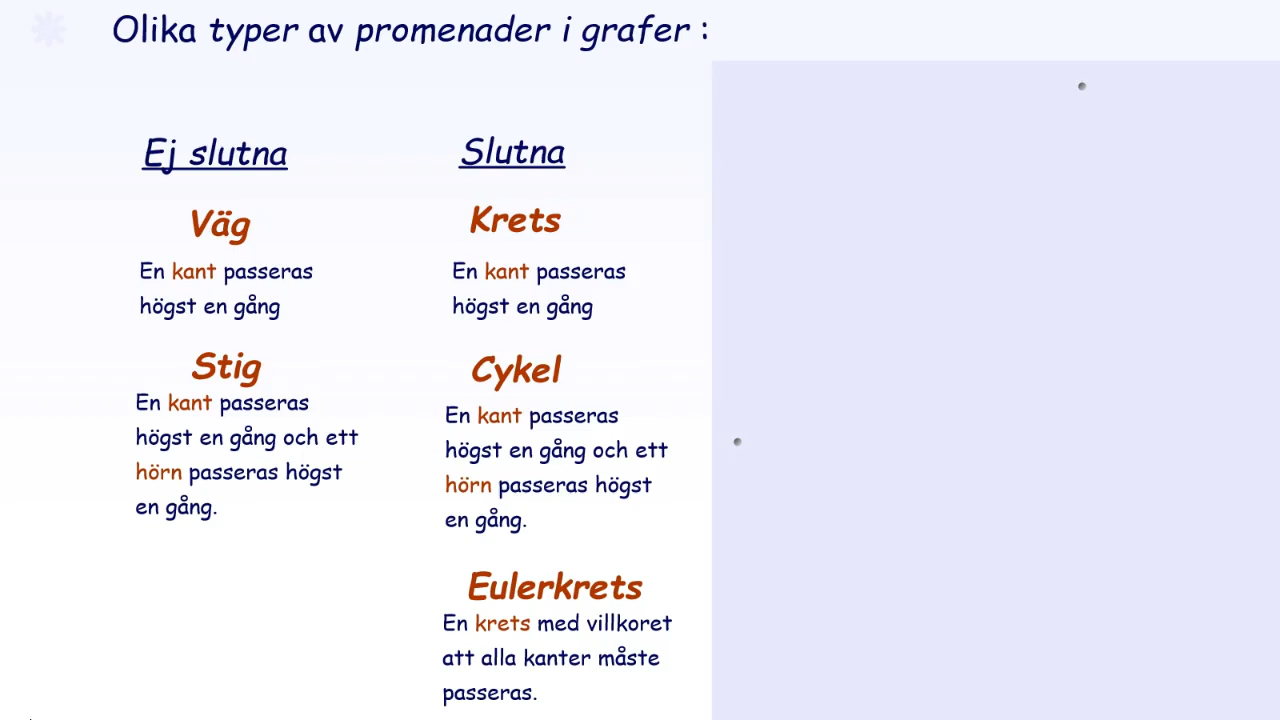 Olika typer av promenader i grafer :
Ej slutna
Väg
En kant passeras
högst en gång
Stig
En kant passeras
högst en gång och ett
hörn passeras högst
en gång.
Slutna
Krets
En kant passeras
högst en gång
Cykel
En kant passeras
högst en gång och ett
hörn passeras högst
en gång.
Eulerkrets
En krets med villkoret
att alla kanter måste
passeras.